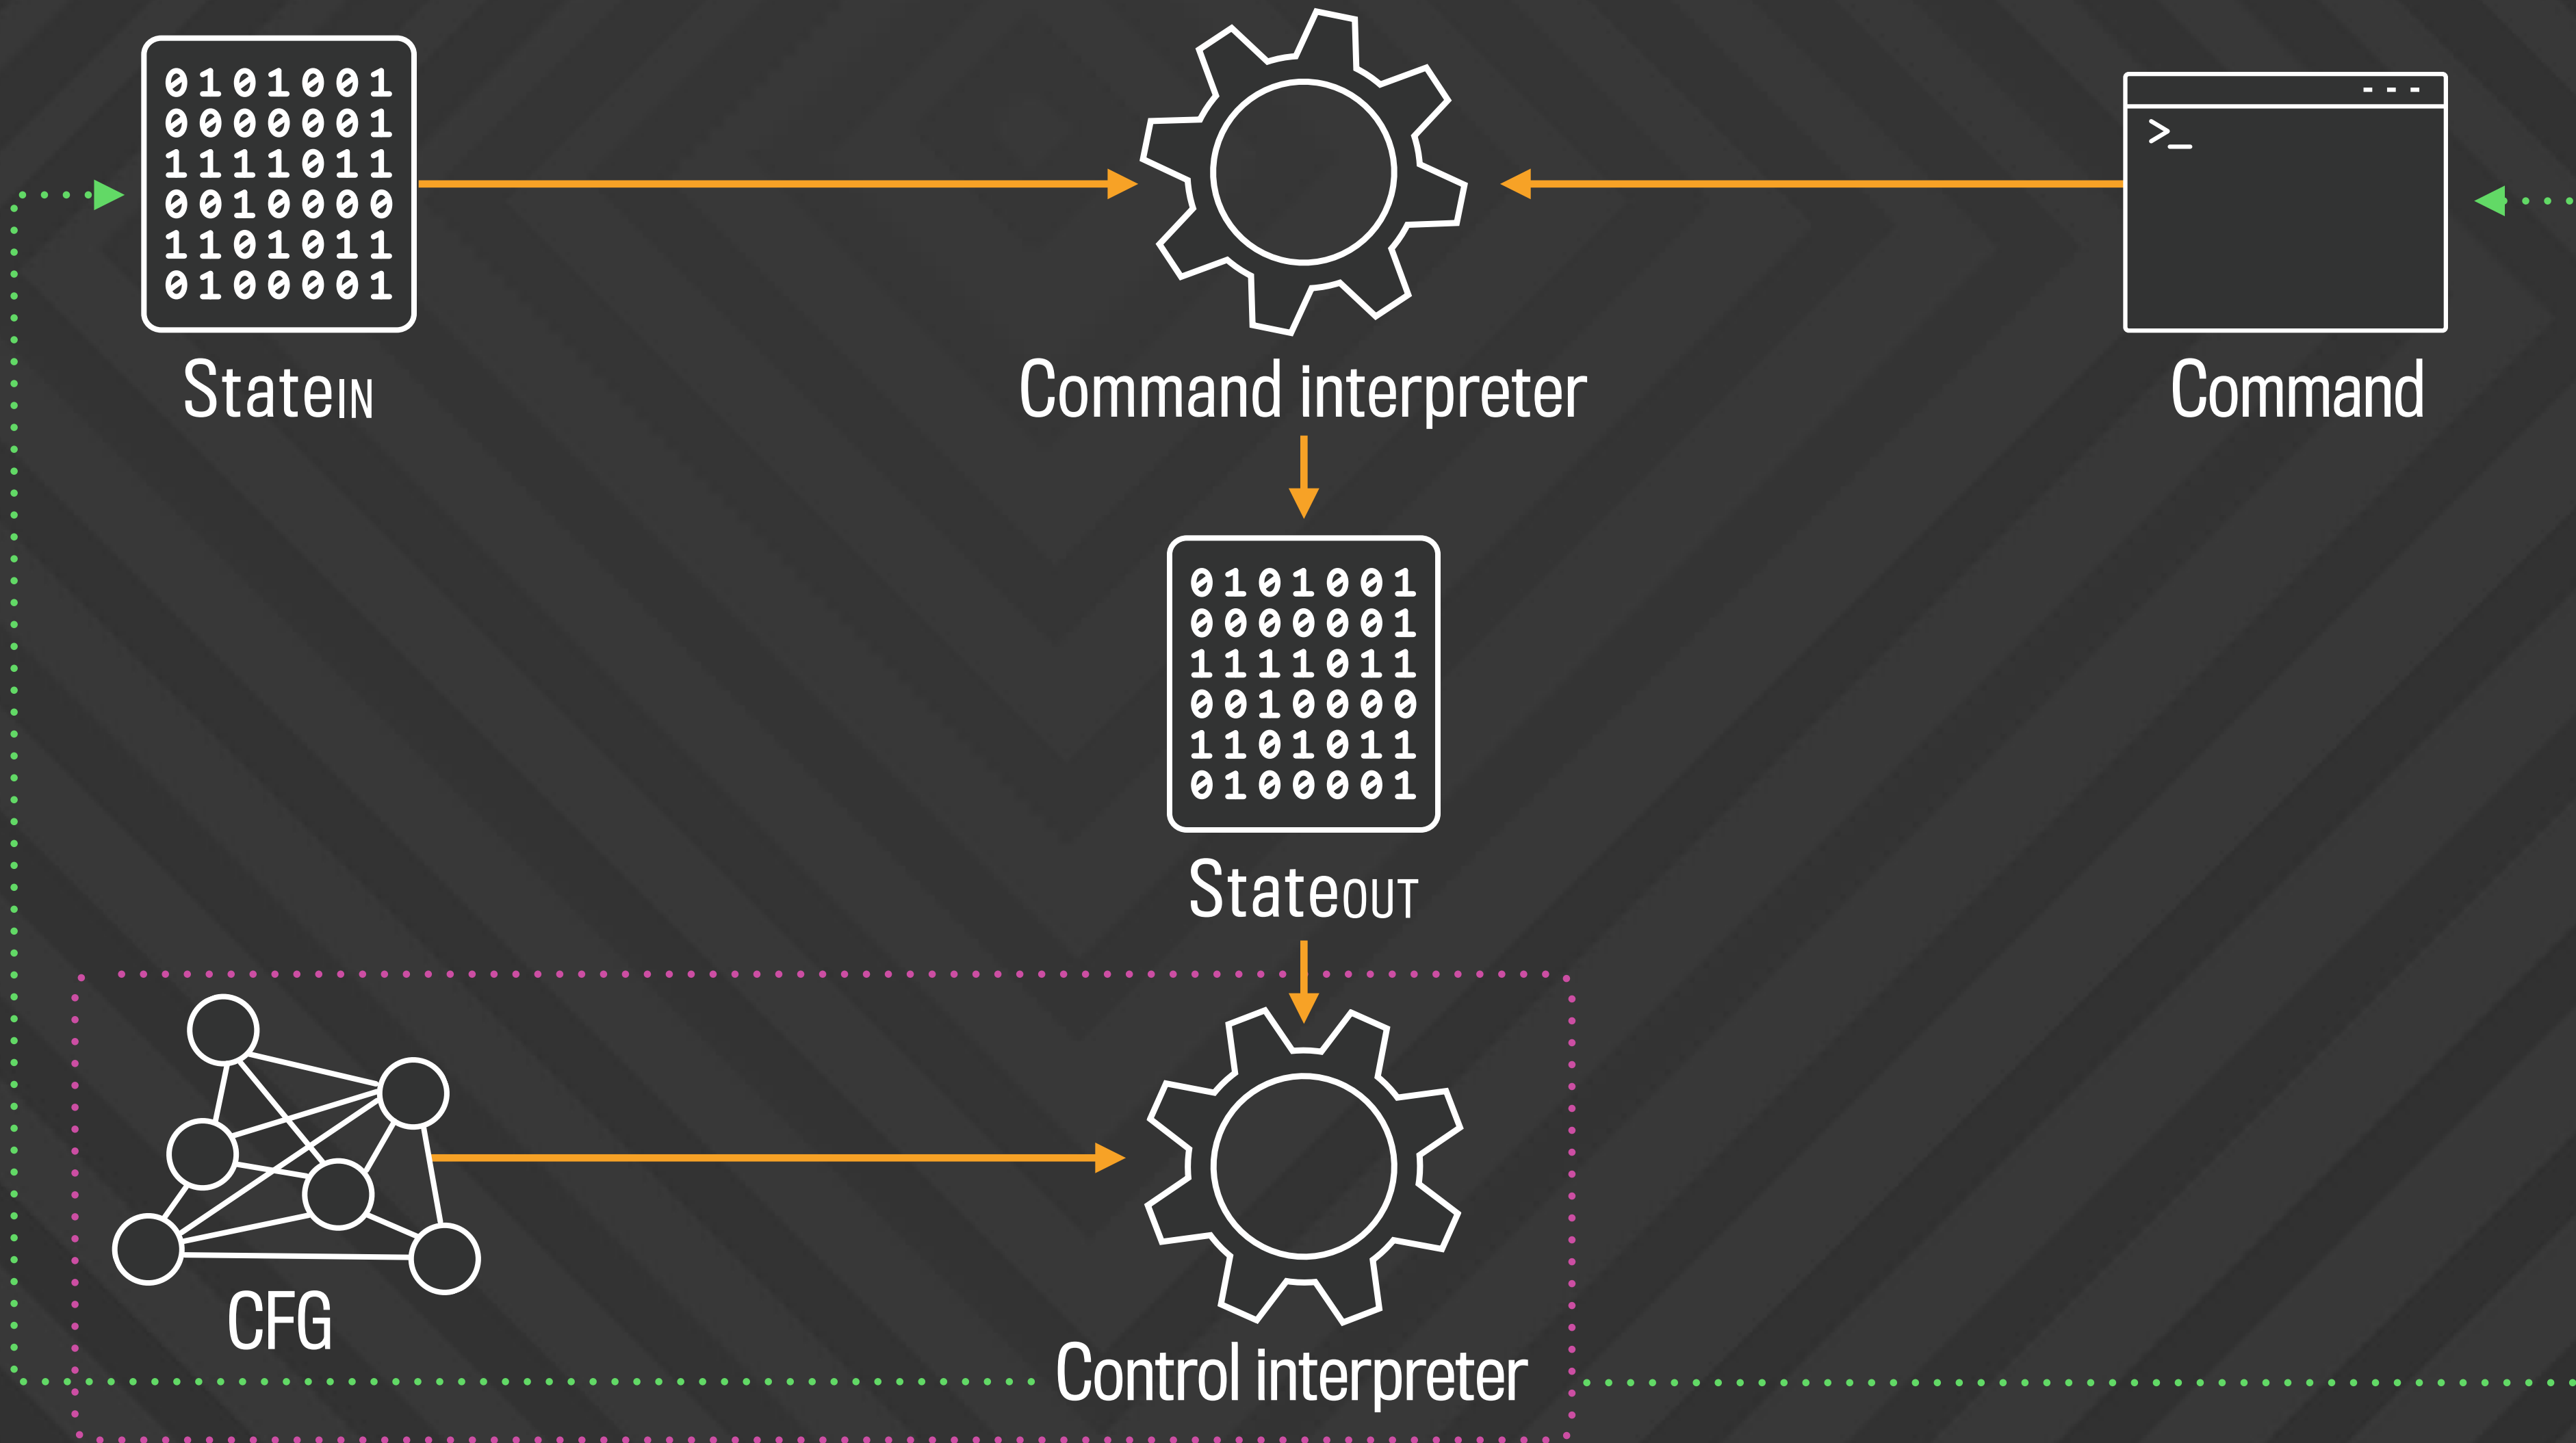 0101001
0000001
1111011
0010000
1101011
0100001
StateIN
Command interpreter
>_
Command
0101001
0000001
1111011
0010000
1101011
0100001
StateOUT
CFG
Control interpreter